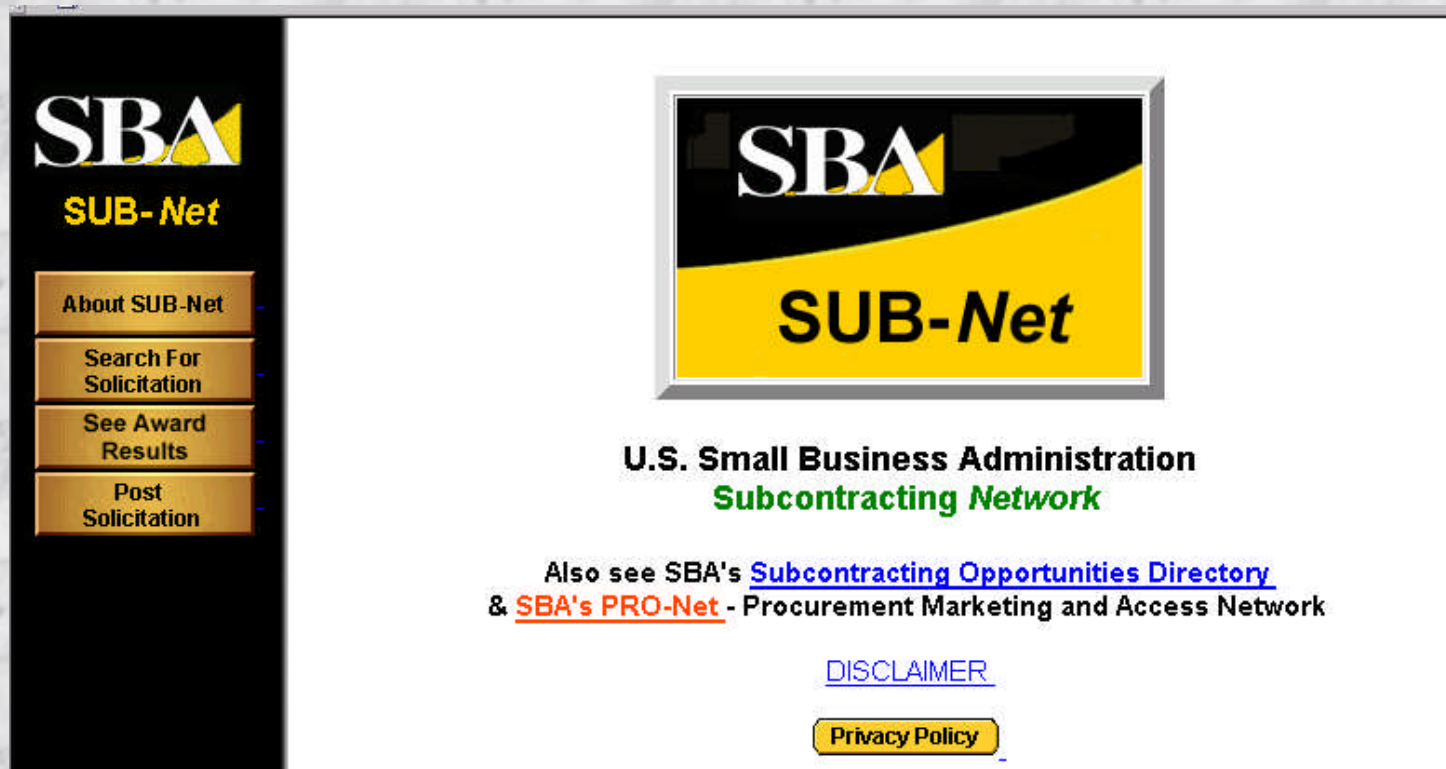 SBA
SUB-Net
About SUB-Net
Search For
Solicitation
See Award
Results
Post
Solicitation
SBA
SUB-Net
U.S. Small Business Administration
Subcontracting Network
Also see SBA's Subcontracting Opportunities Directory
& SBA's PRO-Net - Procurement Marketing and Access Network
DISCLAIMER
Privacy Policy